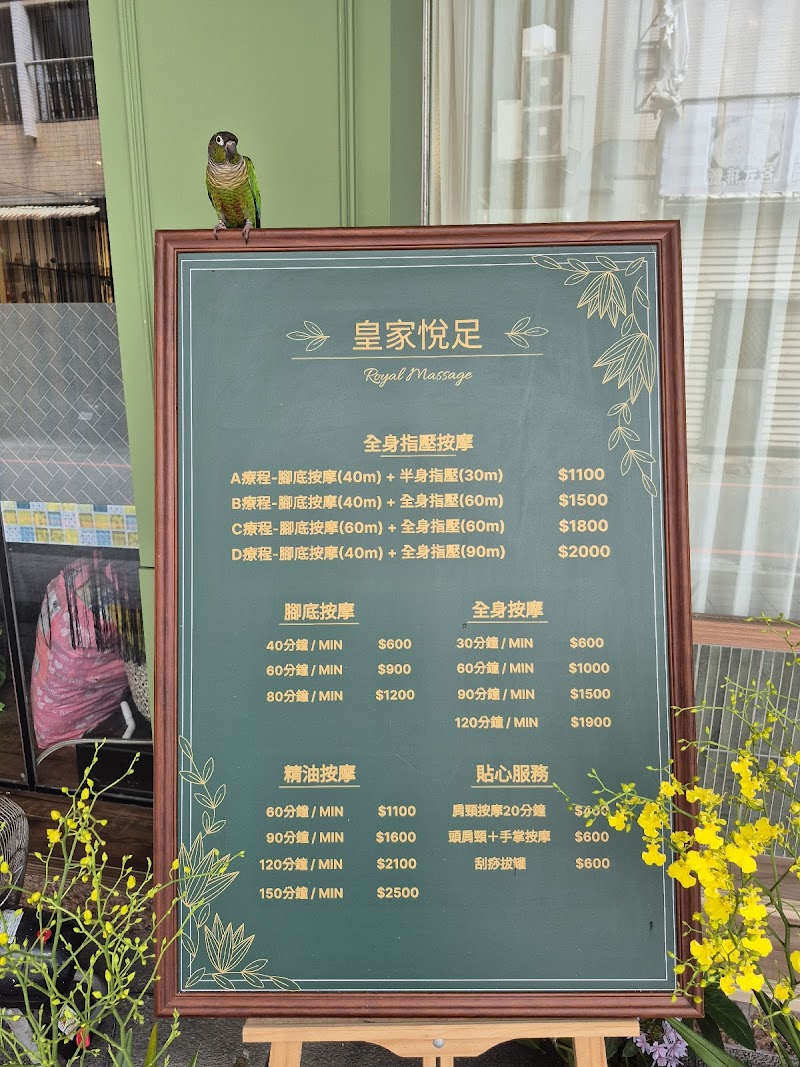 皇家悅足
Royal Massage
全身指壓按摩
A療程-腳底按摩(40m) + 半身指壓(30m) $1100
B療程-腳底按摩(40m) + 全身指壓(60m) $1500
C療程-腳底按摩(60m) + 全身指壓(60m) $1800
D療程-腳底按摩(40m) + 全身指壓(90m) $2000
腳底按摩
40分鐘 / MIN $600
60分鐘 / MIN $900
80分鐘 / MIN $1200
全身按摩
30分鐘 / MIN $600
60分鐘 / MIN $1000
90分鐘 / MIN $1500
120分鐘 / MIN $1900
精油按摩
60分鐘 / MIN $1100
90分鐘 / MIN $1600
120分鐘 / MIN $2100
150分鐘 / MIN $2500
貼心服務
肩頸按摩20分鐘
頭肩頸＋手掌按摩 $600
刮痧拔罐 $600